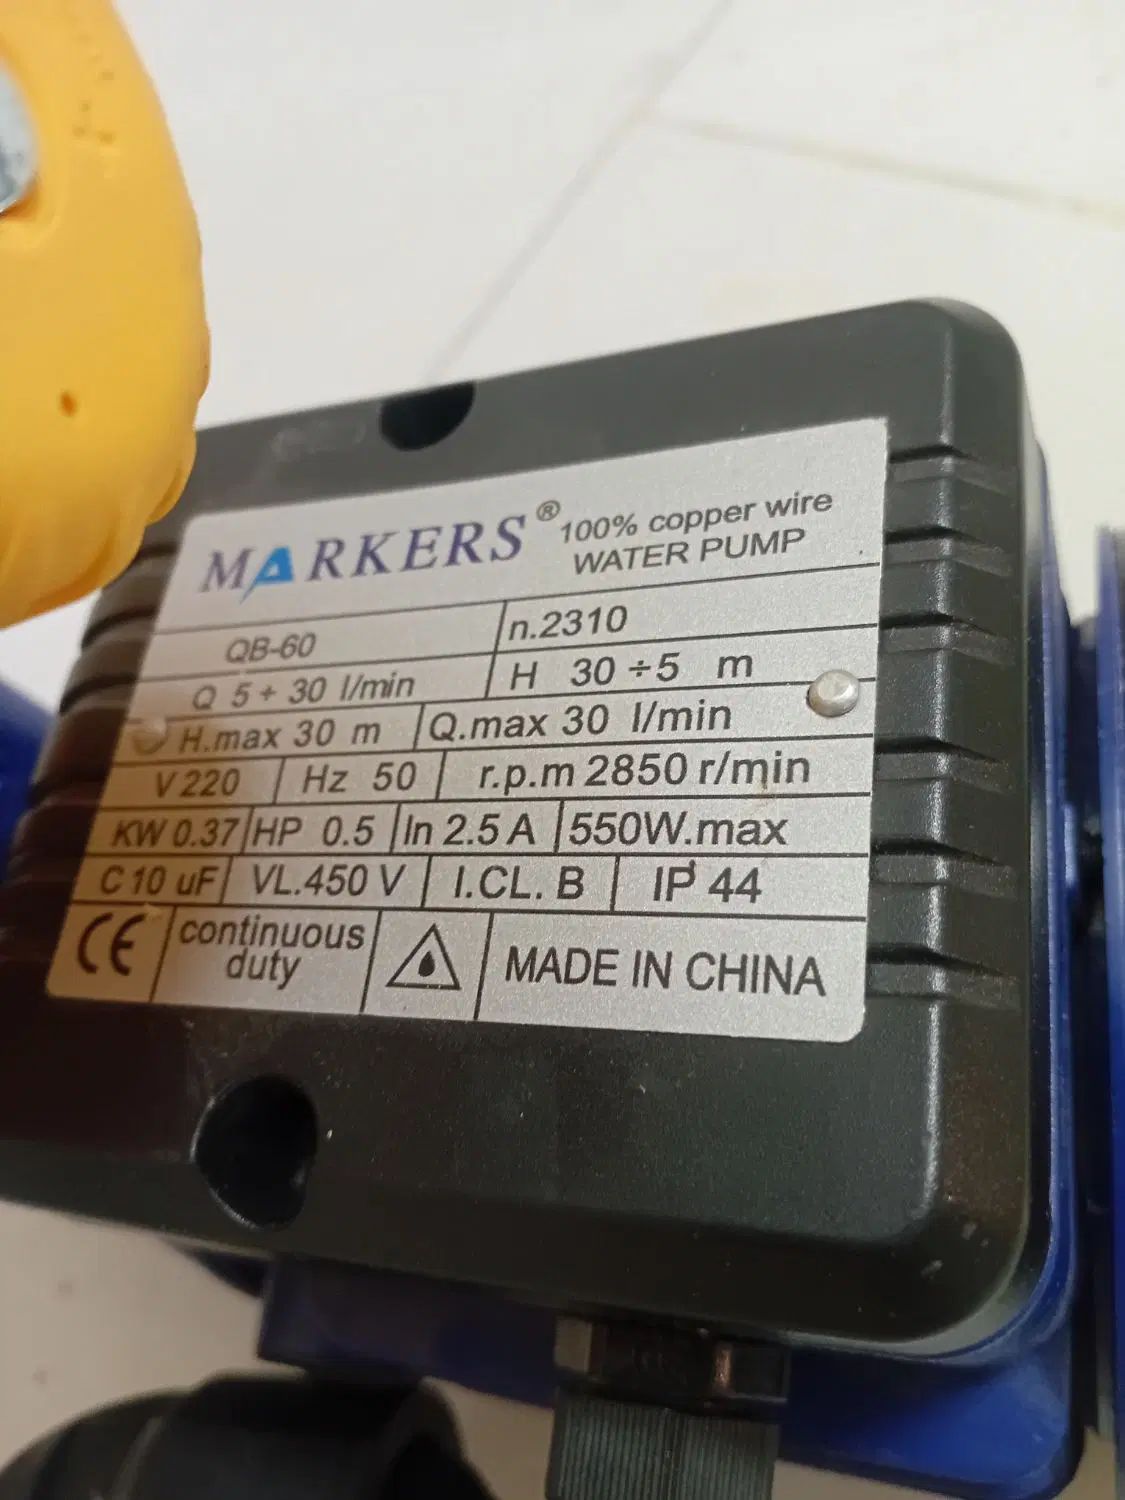 MARKERS® 100% copper wire
WATER PUMP
QB-60 n.2310
Q 5÷30 l/min H 30÷5 m
H.max 30 m Q.max 30 l/min
V 220 Hz 50 r.p.m 2850 r/min
KW 0.37 HP 0.5 In 2.5 A 550W.max
C 10 uF VL.450 V I.CL. B IP 44
CE continuous
duty
MADE IN CHINA